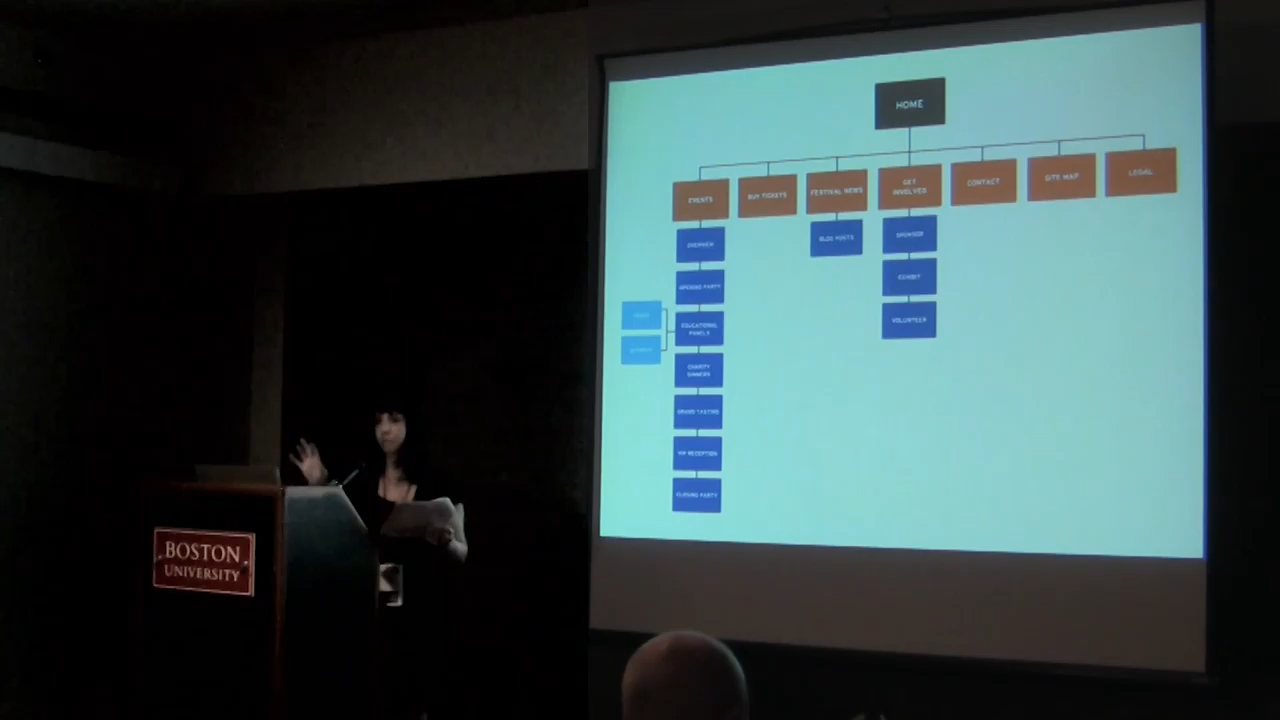 HOME
EVENTS
BUY TICKETS
FESTIVAL NEWS
GET
INVOLVED
CONTACT
SITE MAP
LEGAL
OVERVIEW
BLOG POSTS
SPONSOR
OPENING PARTY
EXHIBIT
EDUCATIONAL
PANELS
VOLUNTEER
CHARITY
DINNERS
GRAND TASTING
VIP RECEPTION
CLOSING PARTY
BOSTON
UNIVERSITY